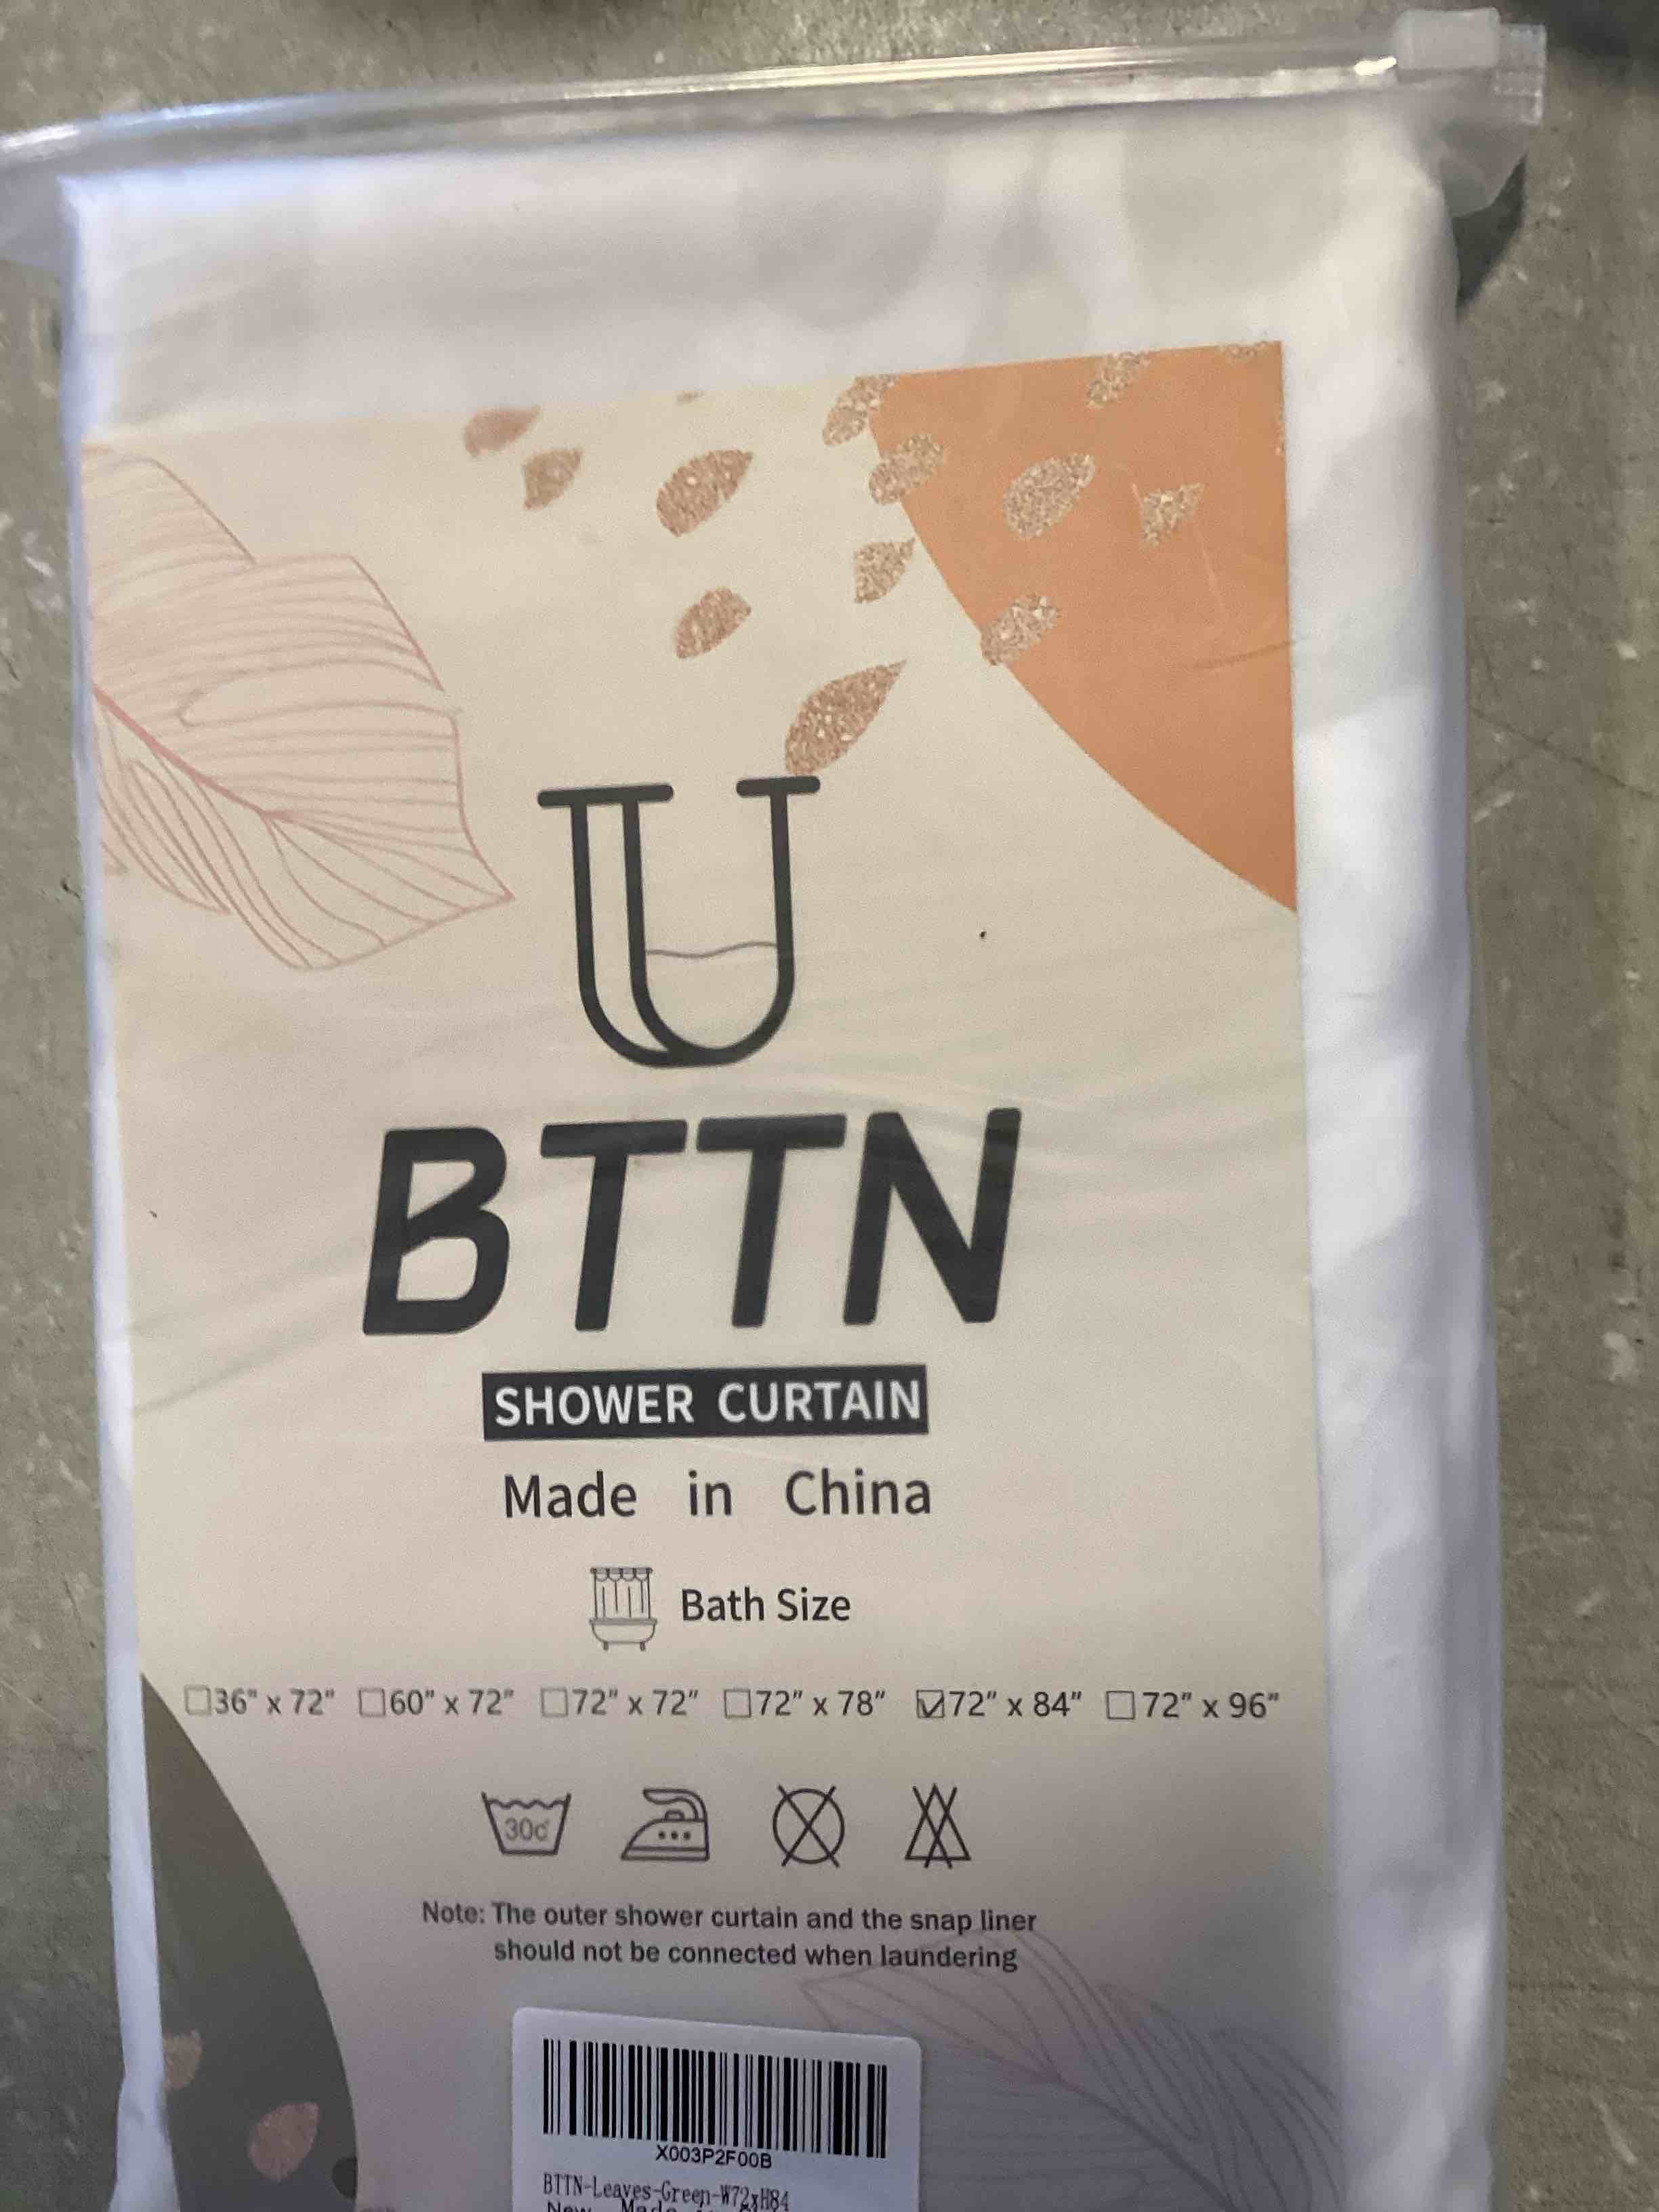 BTTN
SHOWER CURTAIN
Made in China
Bath Size
☐36" x 72" ☐60" x 72" ☐72" x 72" ☐72" x 78" ☑72" x 84" ☐72" x 96"
30c
Note: The outer shower curtain and the snap liner
should not be connected when laundering
X003P2F00B
BTTN-Leaves-Green-W72xH84
New Made